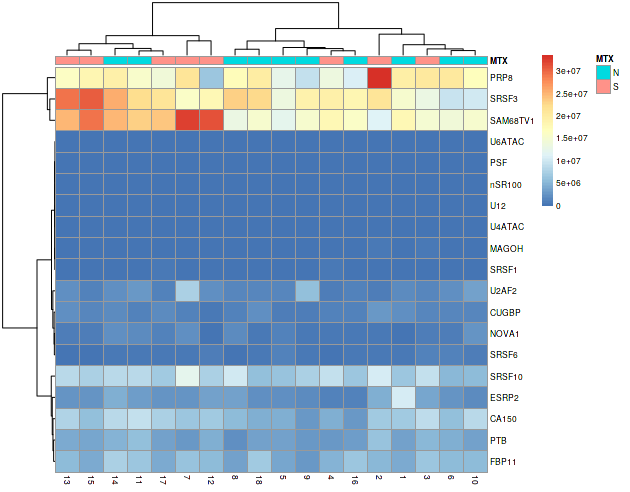 MTX
PRP8
SRSF3
SAM68TV1
U6ATAC
PSF
nSR100
U12
U4ATAC
MAGOH
SRSF1
U2AF2
CUGBP
NOVA1
SRSF6
SRSF10
ESRP2
CA150
PTB
FBP11
13 15 14 11 17 7 12 8 18 5 9 4 16 2 1 3 6 10
3e+07
2.5e+07
2e+07
1.5e+07
1e+07
5e+06
0
MTX
N
S